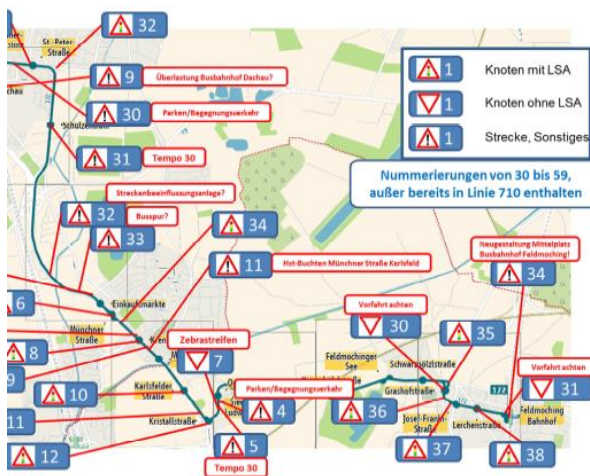 St.-Peter-
Straße
32
9
Überlastung Busbahnhof Dachau?
30
Parken/Begegnungsverkehr
Schulzentrum
31
Tempo 30
1 Knoten mit LSA
1 Knoten ohne LSA
1 Strecke, Sonstiges
Nummerierungen von 30 bis 59,
außer bereits in Linie 710 enthalten
Streckenbeeinflussungsanlage?
32
Busspur?
33
34
11
Hst-Buchten Münchner Straße Karlsfeld
Neugestaltung Mittelplatz
Busbahnhof Feldmoching!
34
6
Einkaufsmärkte
Münchner
Straße
8
9
Zebrastreifen
7
Vorfahrt achten
30
35
Feldmochinger
See
Schwarzhölzlstraße
Vorfahrt achten
31
Karlsfelder
Straße
10
Parken/Begegnungsverkehr
4
Grashofstraße
36
Josef-Frankl-
Straße
Lerchenstraße
Feldmoching
Bahnhof
11
Kristallstraße
5
Tempo 30
12
37
38